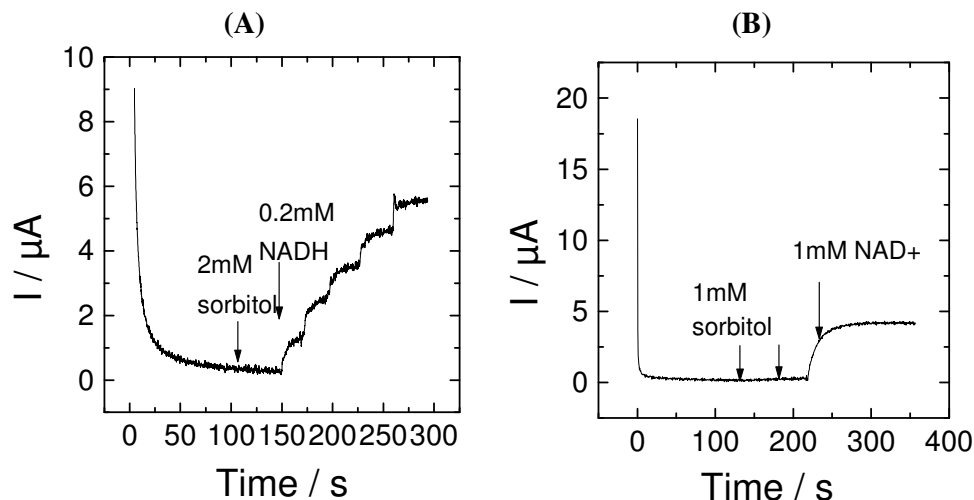 (A)
10
8
6
4
2
0
I / µA
0.2mM
NADH
2mM
sorbitol
0 50 100 150 200 250 300
Time / s
(B)
20
15
10
5
0
I / µA
1mM NAD+
1mM
sorbitol
0 100 200 300 400
Time / s